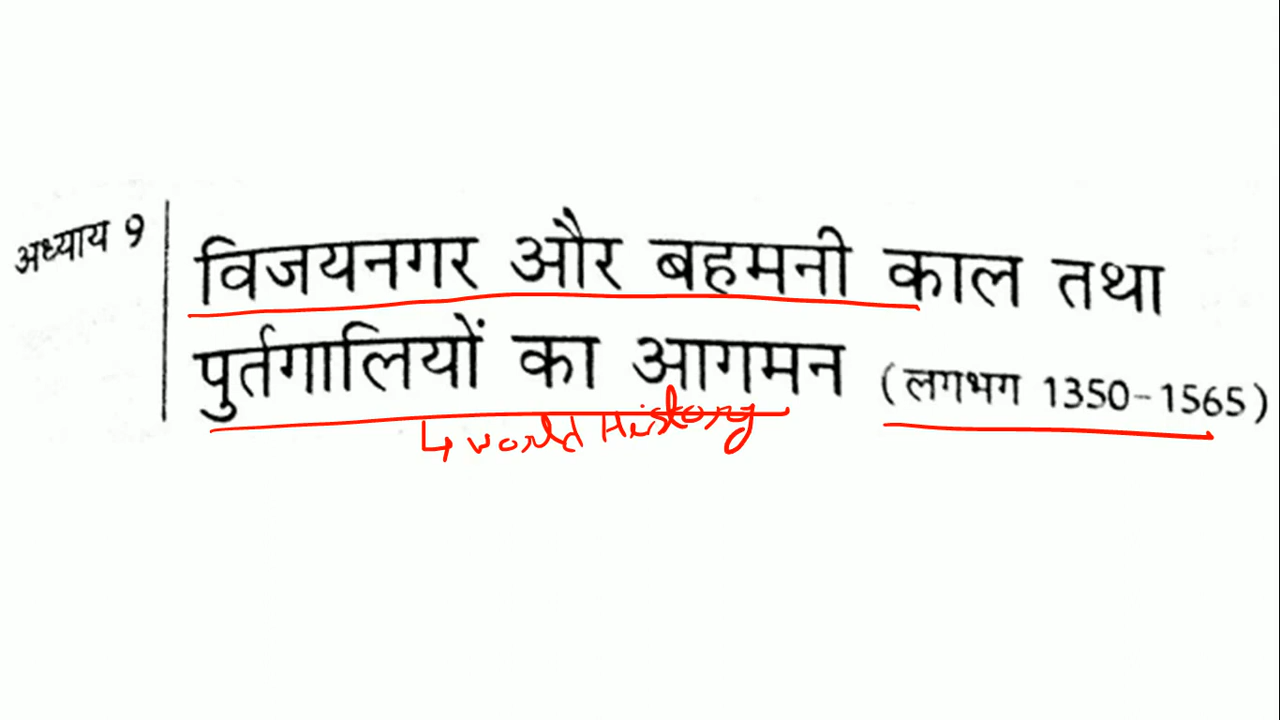 अध्याय 9
विजयनगर और बहमनी काल तथा
पुर्तगालियों का आगमन (लगभग 1350-1565)
↳ world History